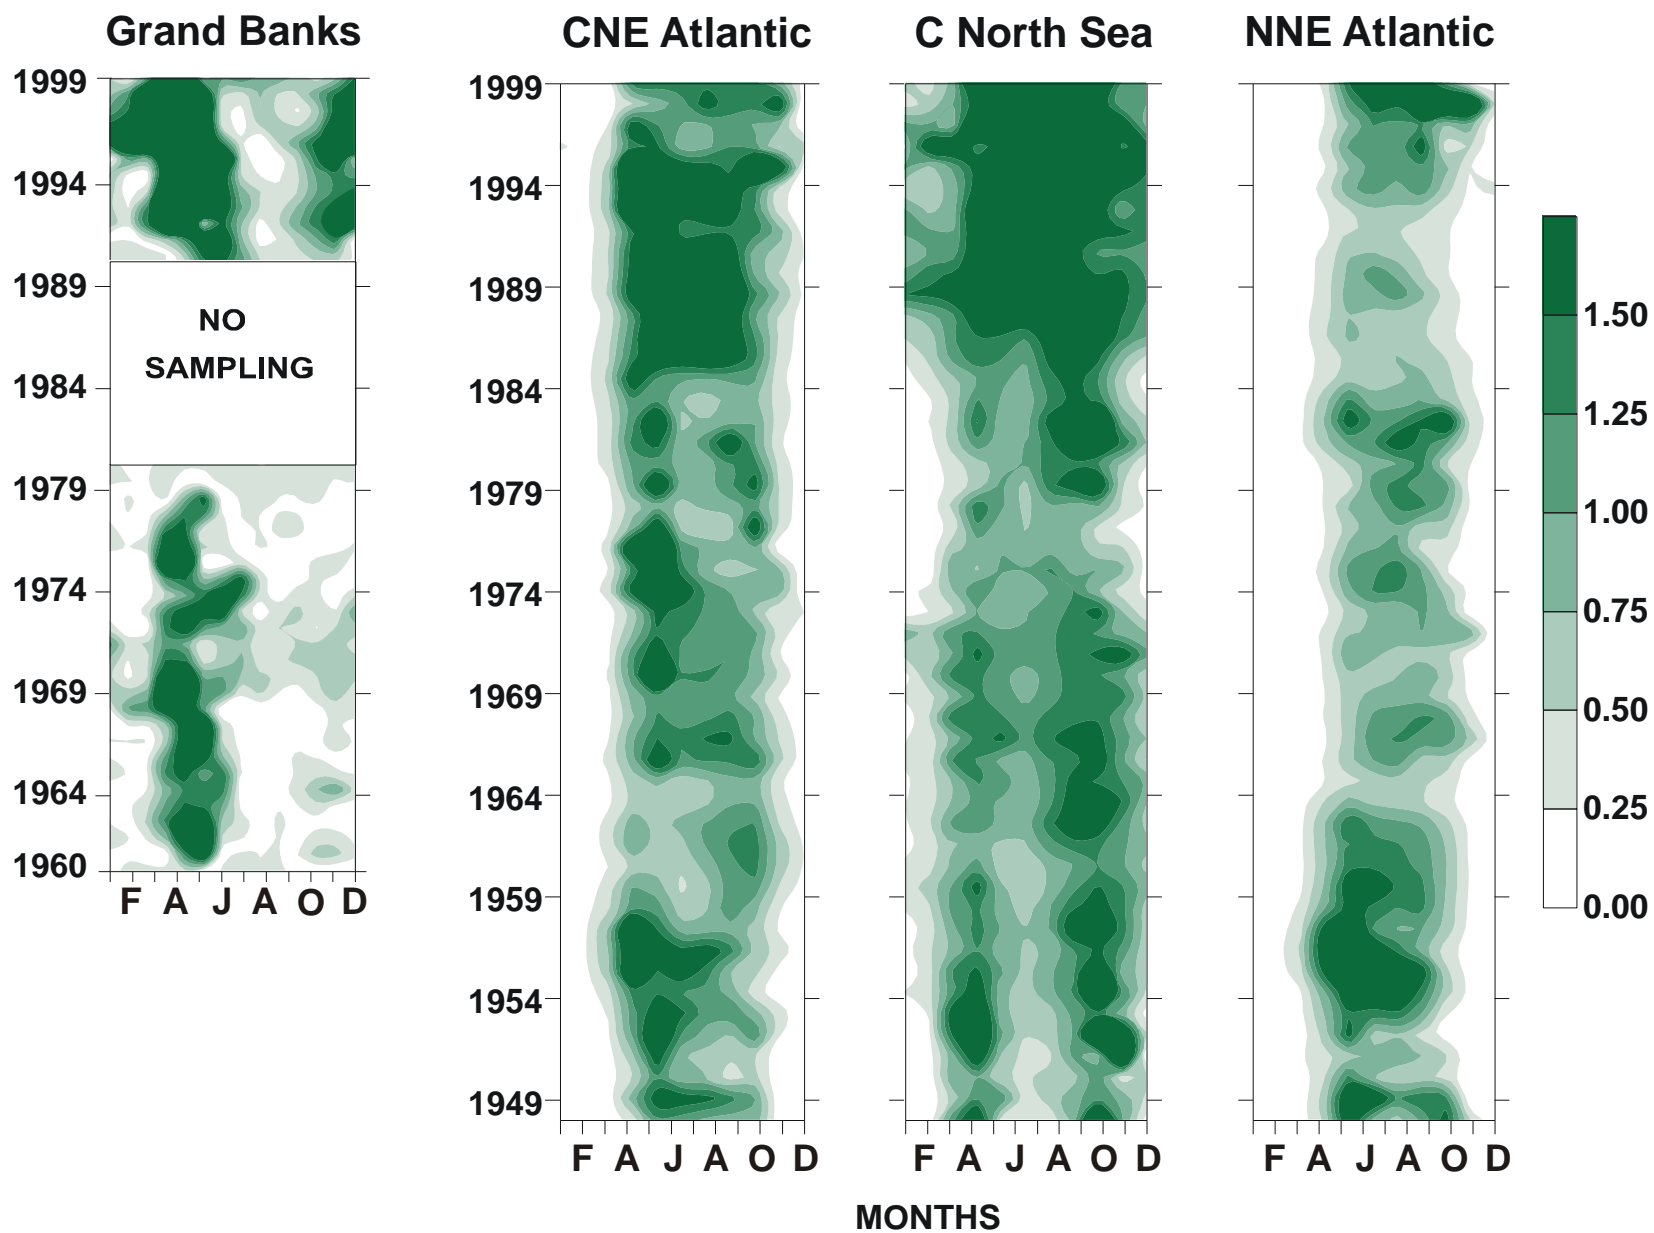 Grand Banks
CNE Atlantic
C North Sea
NNE Atlantic
1999
1994
1989
1984
1979
1974
1969
1964
1960
NO
SAMPLING
F A J A O D
1999
1994
1989
1984
1979
1974
1969
1964
1959
1954
1949
F A J A O D
F A J A O D
F A J A O D
MONTHS
1.50
1.25
1.00
0.75
0.50
0.25
0.00